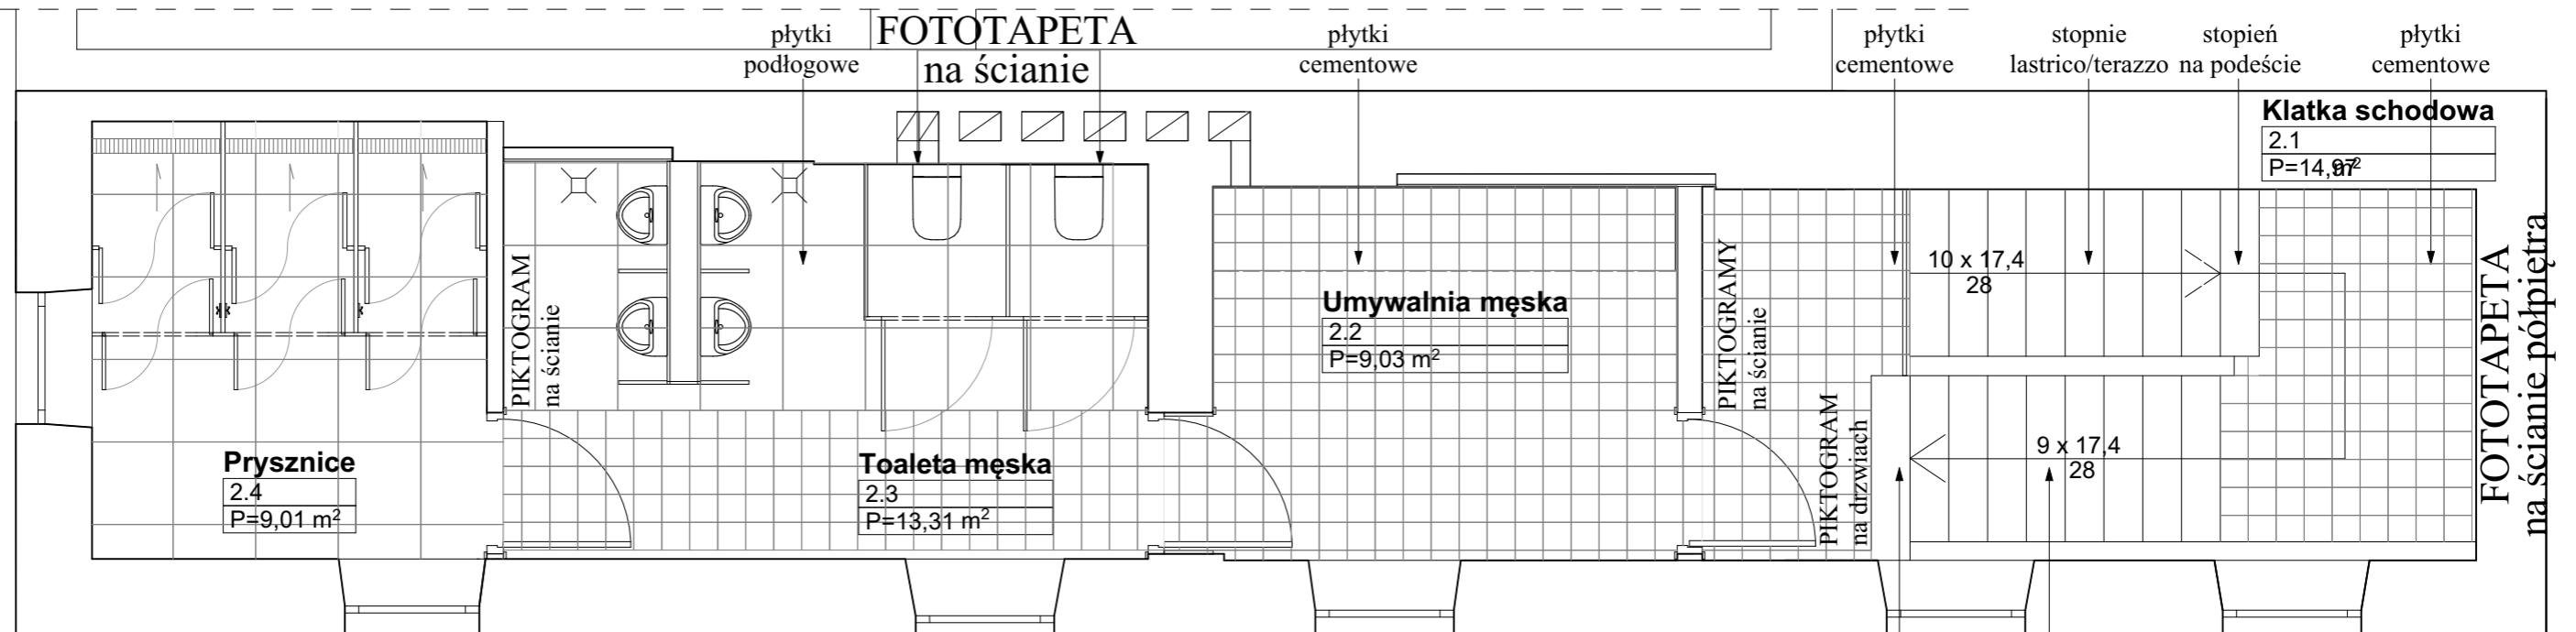 płytki
podłogowe
FOTOTAPETA
na ścianie
płytki
cementowe
płytki
cementowe
stopnie
lastrico/terazzo
stopień
na podeście
płytki
cementowe
Klatka schodowa
2.1
P=14,97 m²
PIKTOGRAM
na ścianie
Umywalnia męska
2.2
P=9,03 m²
PIKTOGRAMY
na ścianie
10 x 17,4
28
FOTOTAPETA
na ścianie półpiętra
Prysznice
2.4
P=9,01 m²
Toaleta męska
2.3
P=13,31 m²
PIKTOGRAM
na drzwiach
9 x 17,4
28